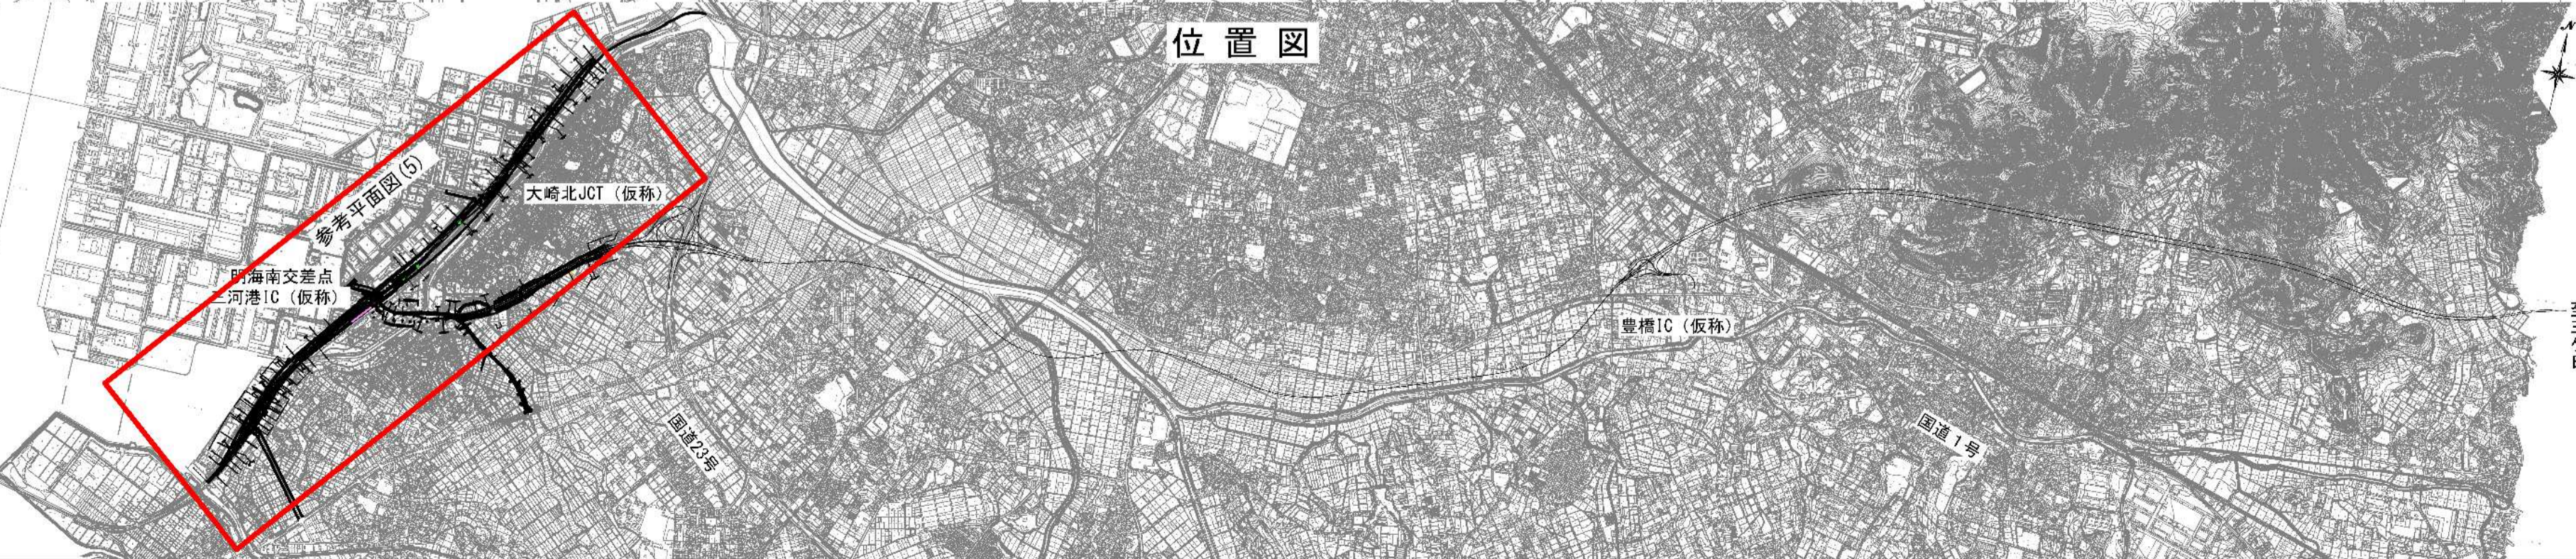 位置図
N
大崎北JCT(仮称)
参考平面図(5)
明海南交差点
三河港IC(仮称)
豊橋IC(仮称)
国道23号
国道1号